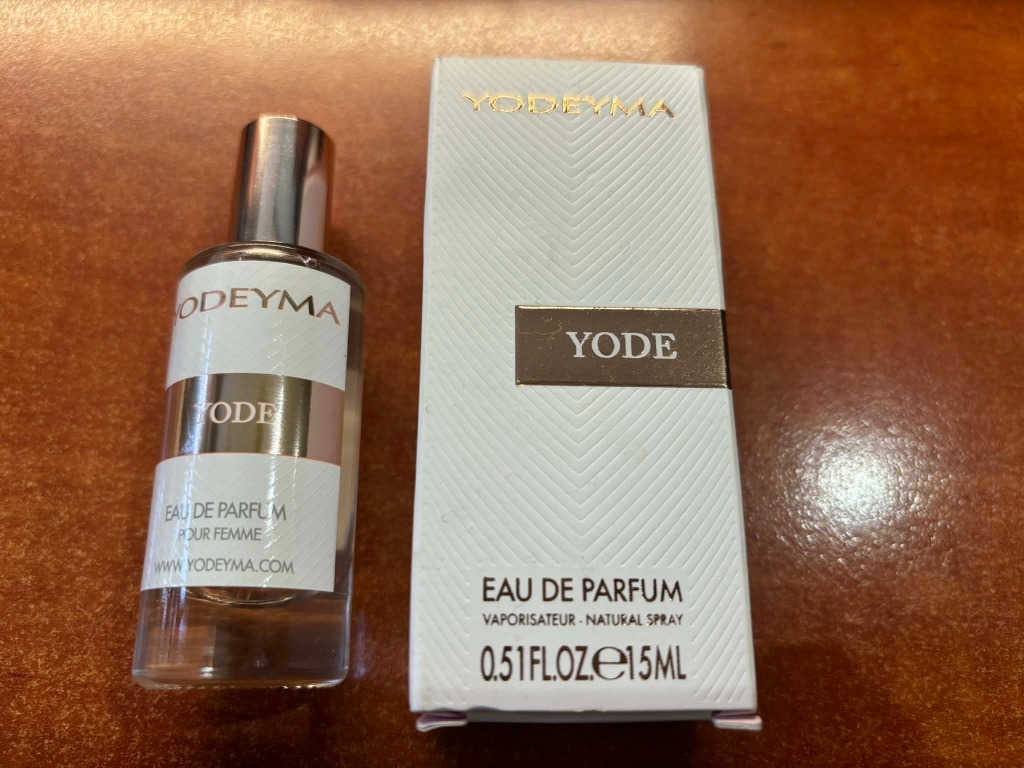 YODEYMA
YODE
EAU DE PARFUM
POUR FEMME
WWW.YODEYMA.COM
YODEYMA
YODE
EAU DE PARFUM
VAPORISATEUR - NATURAL SPRAY
0.51FL.OZ.℮15ML